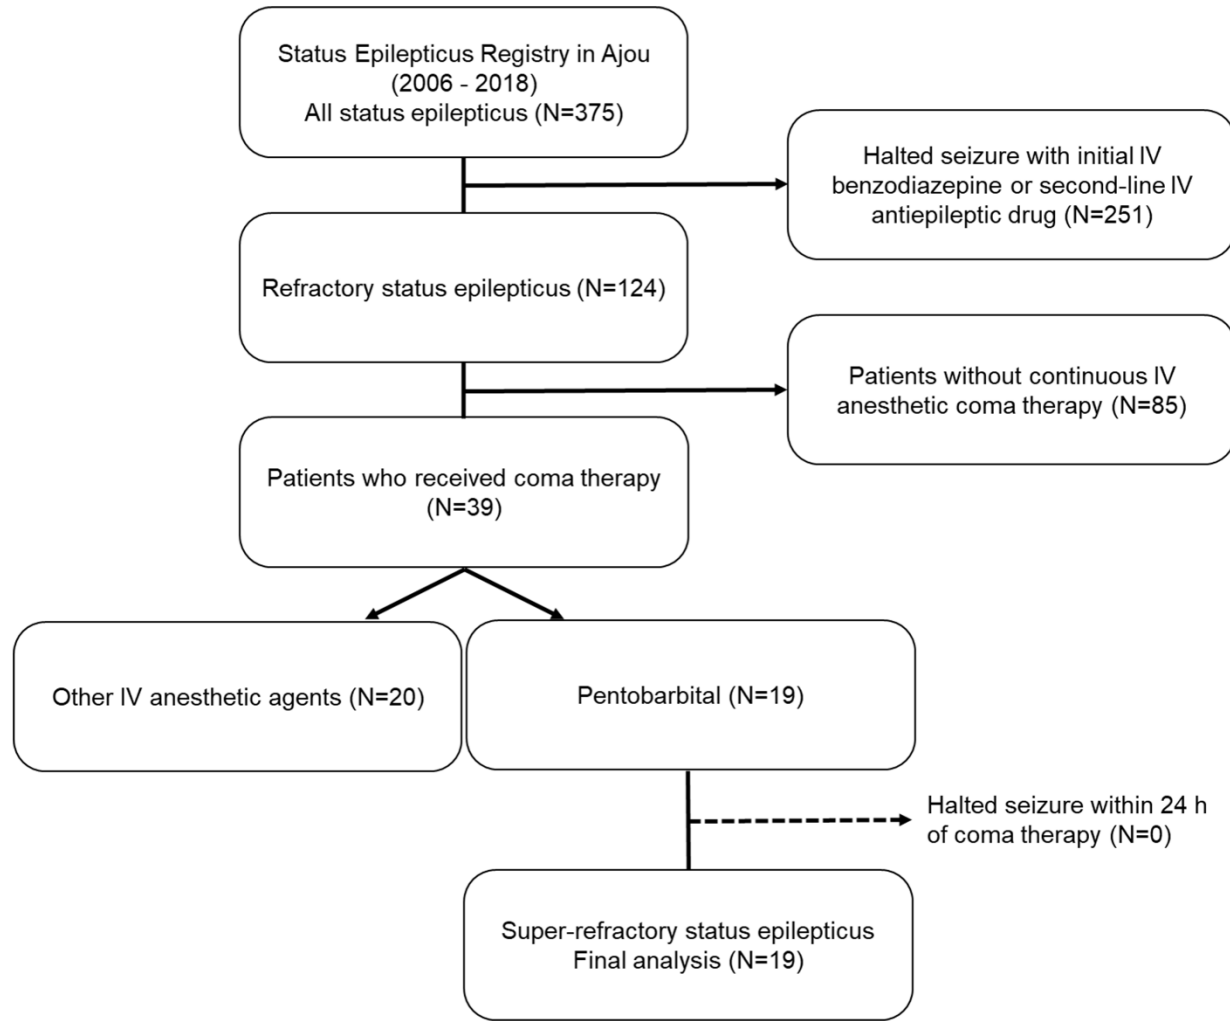 Status Epilepticus Registry in Ajou
(2006 - 2018)
All status epilepticus (N=375)
Halted seizure with initial IV
benzodiazepine or second-line IV
antiepileptic drug (N=251)
Refractory status epilepticus (N=124)
Patients without continuous IV
anesthetic coma therapy (N=85)
Patients who received coma therapy
(N=39)
Other IV anesthetic agents (N=20)
Pentobarbital (N=19)
Halted seizure within 24 h
of coma therapy (N=0)
Super-refractory status epilepticus
Final analysis (N=19)